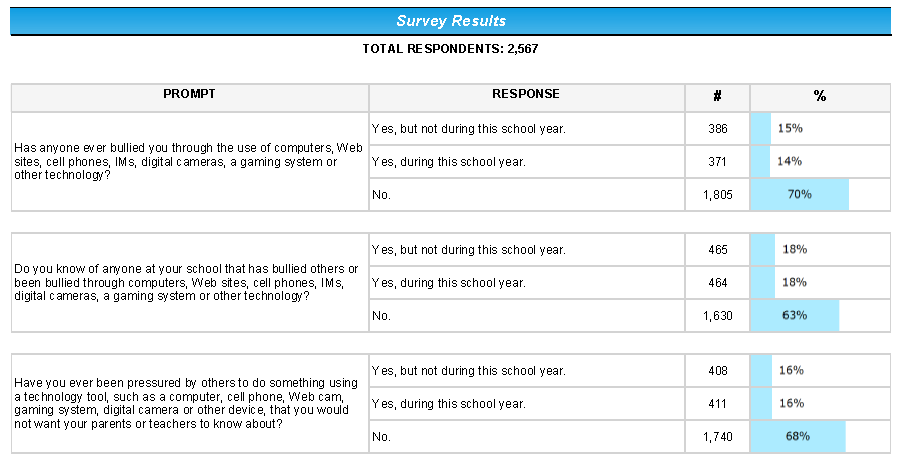 Survey Results
TOTAL RESPONDENTS: 2,567
PROMPT RESPONSE # %
Has anyone ever bullied you through the use of computers, Web
sites, cell phones, IMs, digital cameras, a gaming system or
other technology?
Yes, but not during this school year. 386 15%
Yes, during this school year. 371 14%
No. 1,805 70%
Do you know of anyone at your school that has bullied others or
been bullied through computers, Web sites, cell phones, IMs,
digital cameras, a gaming system or other technology?
Yes, but not during this school year. 465 18%
Yes, during this school year. 464 18%
No. 1,630 63%
Have you ever been pressured by others to do something using
a technology tool, such as a computer, cell phone, Web cam,
gaming system, digital camera or other device, that you would
not want your parents or teachers to know about?
Yes, but not during this school year. 408 16%
Yes, during this school year. 411 16%
No. 1,740 68%